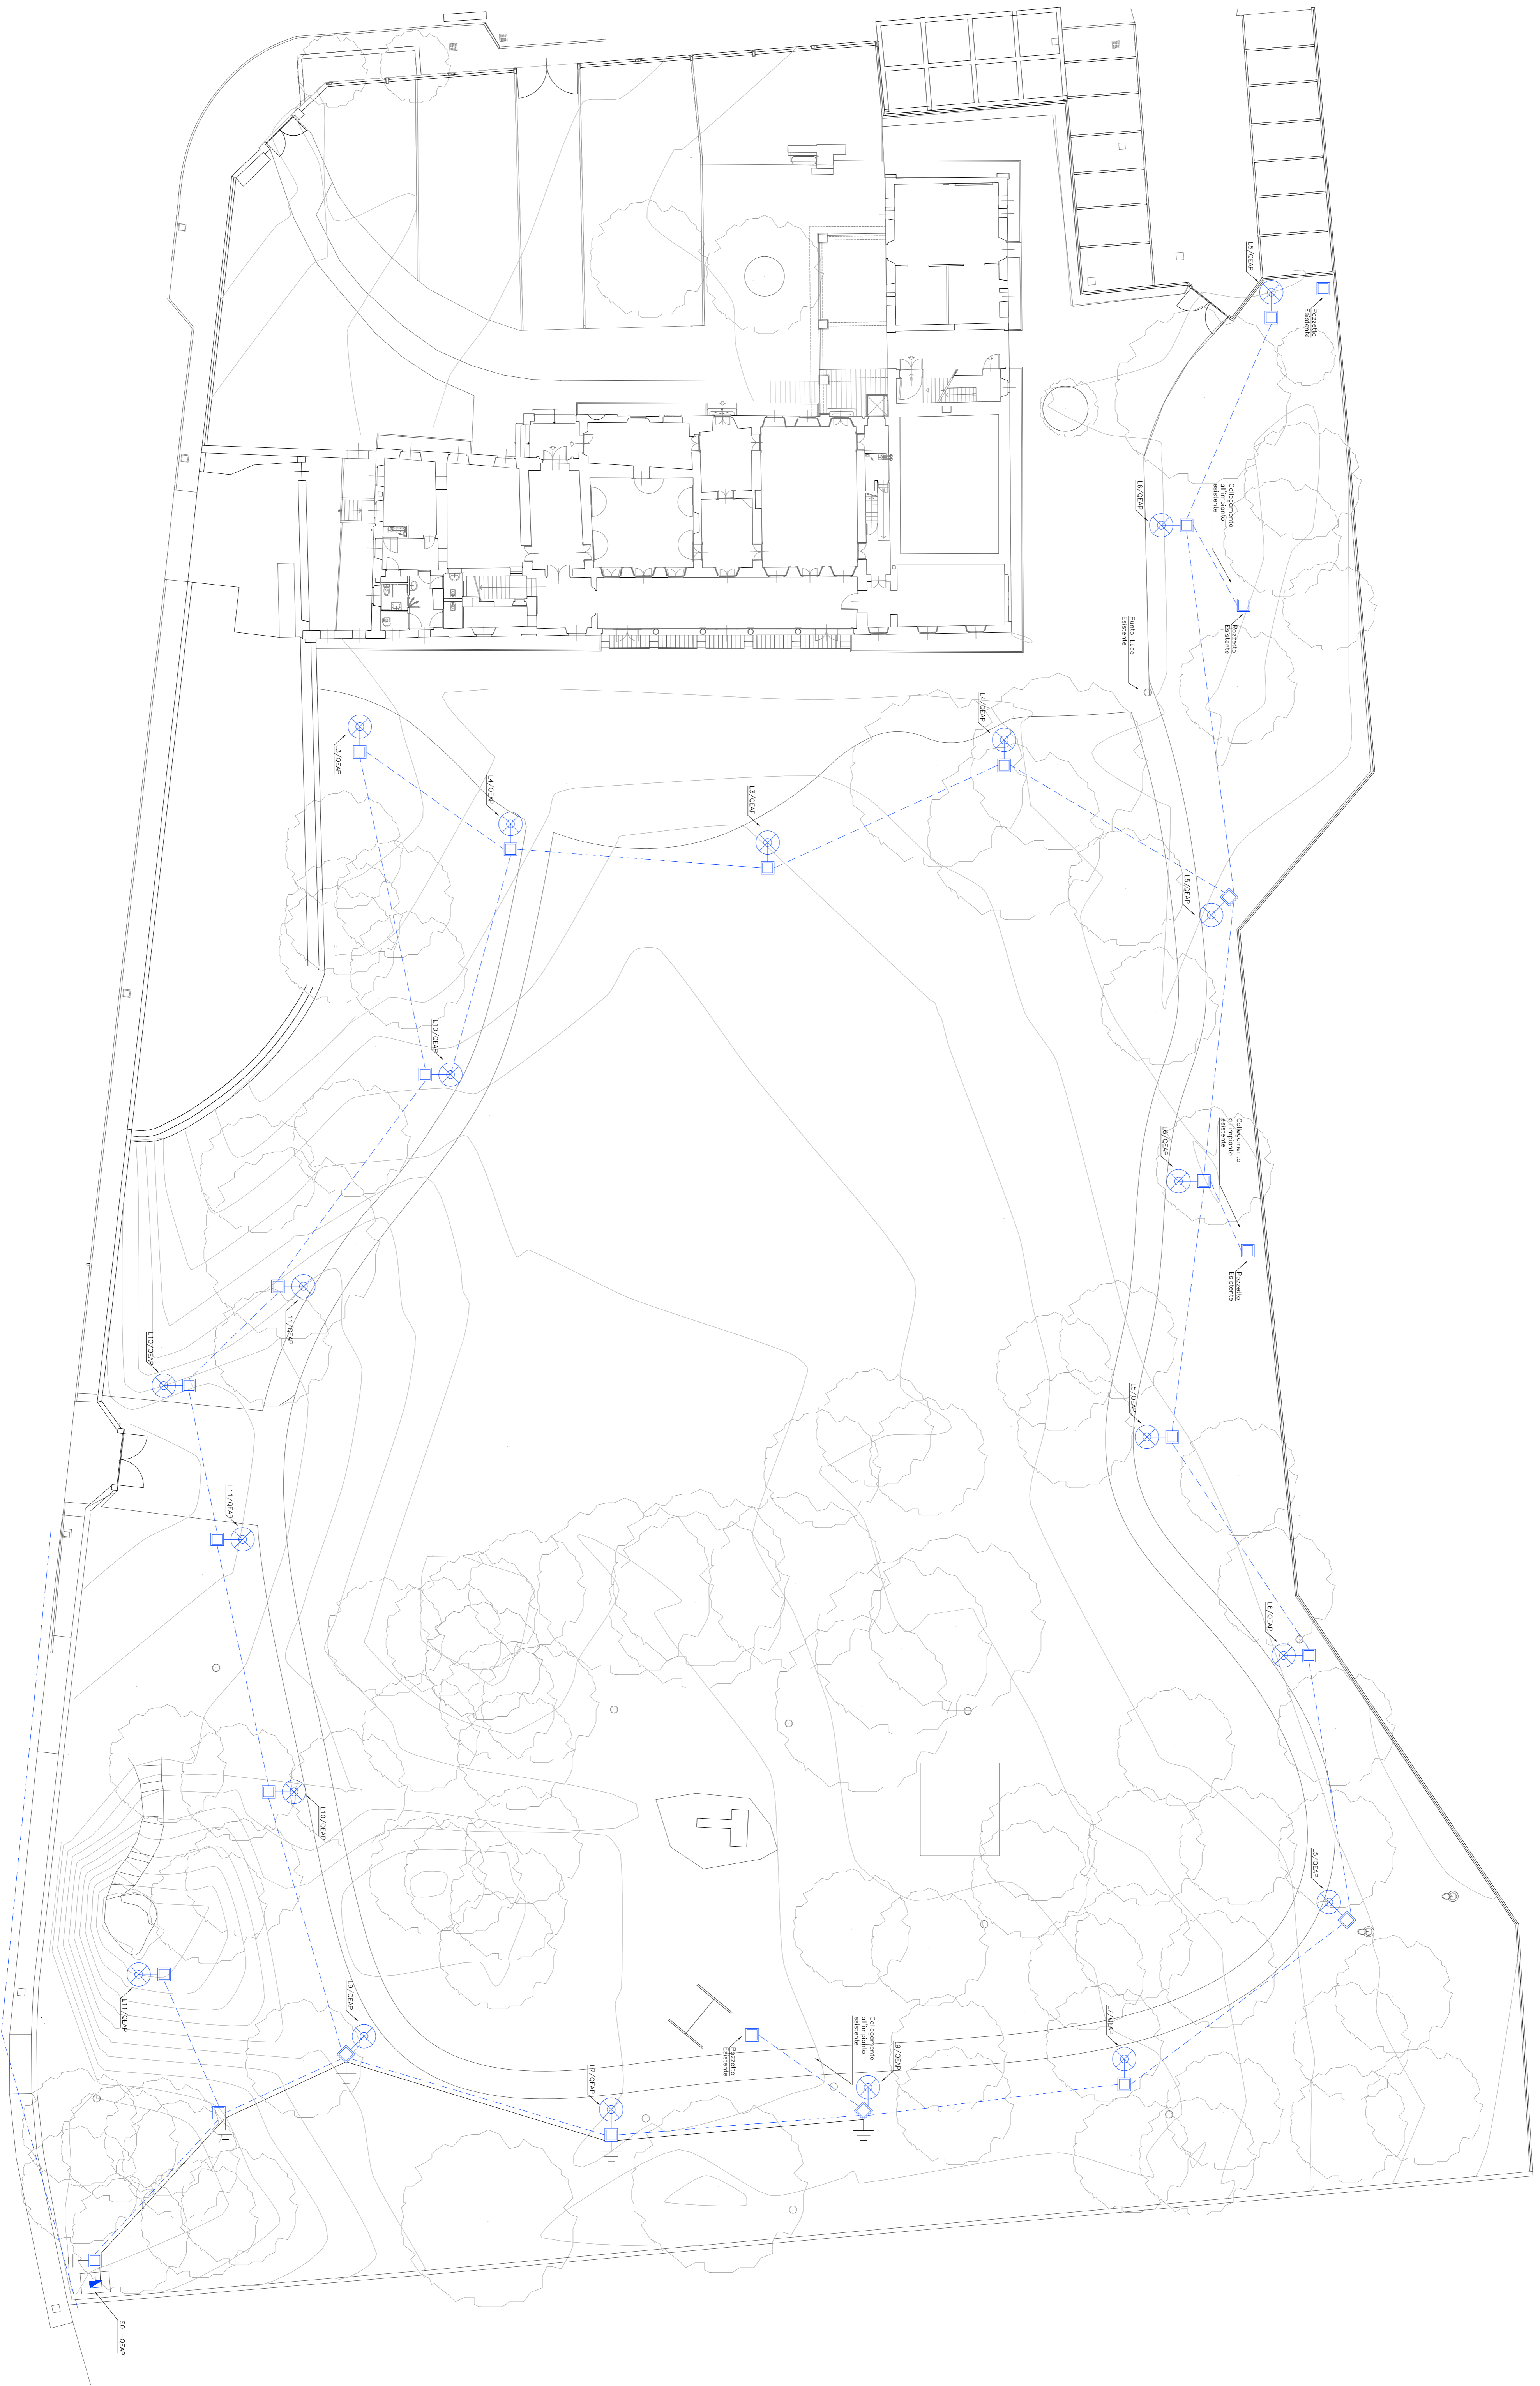 L5/QEAP
Pozzetto
Esistente
L6/QEAP
Collegamento
all'impianto
esistente
Pozzetto
Esistente
Punto Luce
Esistente
L4/QEAP
L3/QEAP
L4/QEAP
L3/QEAP
L5/QEAP
L10/QEAP
L6/QEAP
Collegamento
all'impianto
esistente
Pozzetto
Esistente
L11/QEAP
L10/QEAP
L5/QEAP
L11/QEAP
L6/QEAP
L10/QEAP
L5/QEAP
L11/QEAP
L9/QEAP
L7/QEAP
Pozzetto
Esistente
Collegamento
all'impianto
esistente
L9/QEAP
L7/QEAP
S01-QEAP